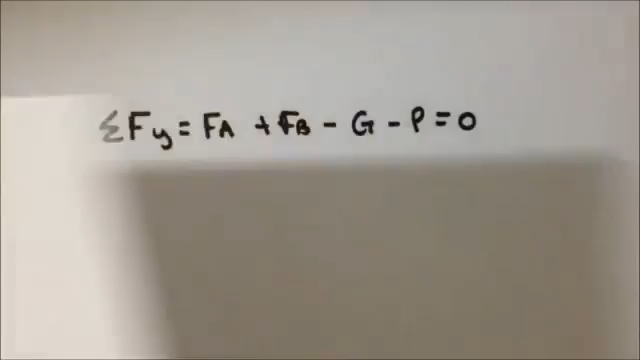 ΣFy = FA + FB - G - P = 0